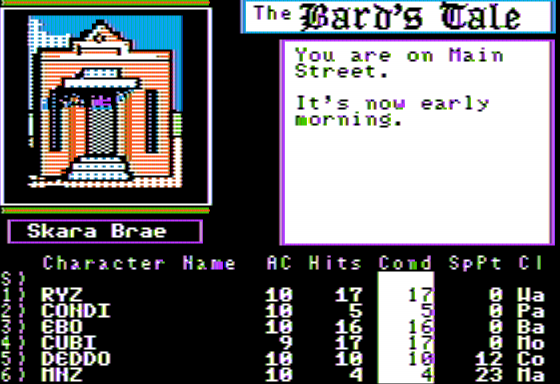 The Bard's Tale
You are on Main
Street.
It's now early
morning.
Skara Brae
Character Name AC Hits Cond SpPt Cl
S)
1) RYZ 10 17 17 0 Wa
2) CONDI 10 5 5 0 Pa
3) EBO 10 16 16 0 Ba
4) CUBI 9 17 17 0 Mo
5) DEDDO 10 10 10 12 Co
6) MNZ 10 4 4 23 Ma